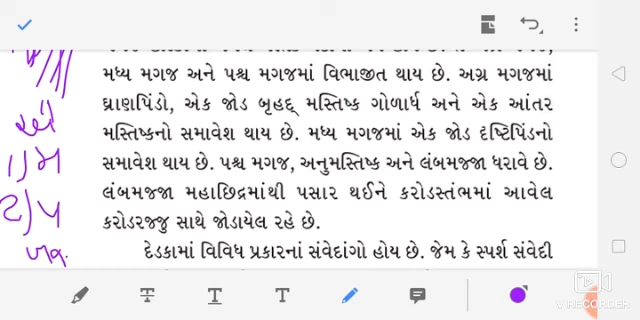 મધ્ય મગજ અને પશ્ચ મગજમાં વિભાજીત થાય છે. અગ્ર મગજમાં
ઘ્રાણપિંડો, એક જોડ બૃહદ્ મસ્તિષ્ક ગોળાર્ધ અને એક આંતર
મસ્તિષ્કનો સમાવેશ થાય છે. મધ્ય મગજમાં એક જોડ દષ્ટિપિંડનો
સમાવેશ થાય છે. પશ્ચ મગજ, અનુમસ્તિષ્ક અને લંબમજ્જા ધરાવે છે.
લંબમજ્જા મહાછિદ્રમાંથી પસાર થઈને કરોડસ્તંભમાં આવેલ
કરોડરજ્જુ સાથે જોડાયેલ રહે છે.
દેડકામાં વિવિધ પ્રકારનાં સંવેદાંગો હોય છે. જેમ કે સ્પર્શ સંવેદી
V RECORDER